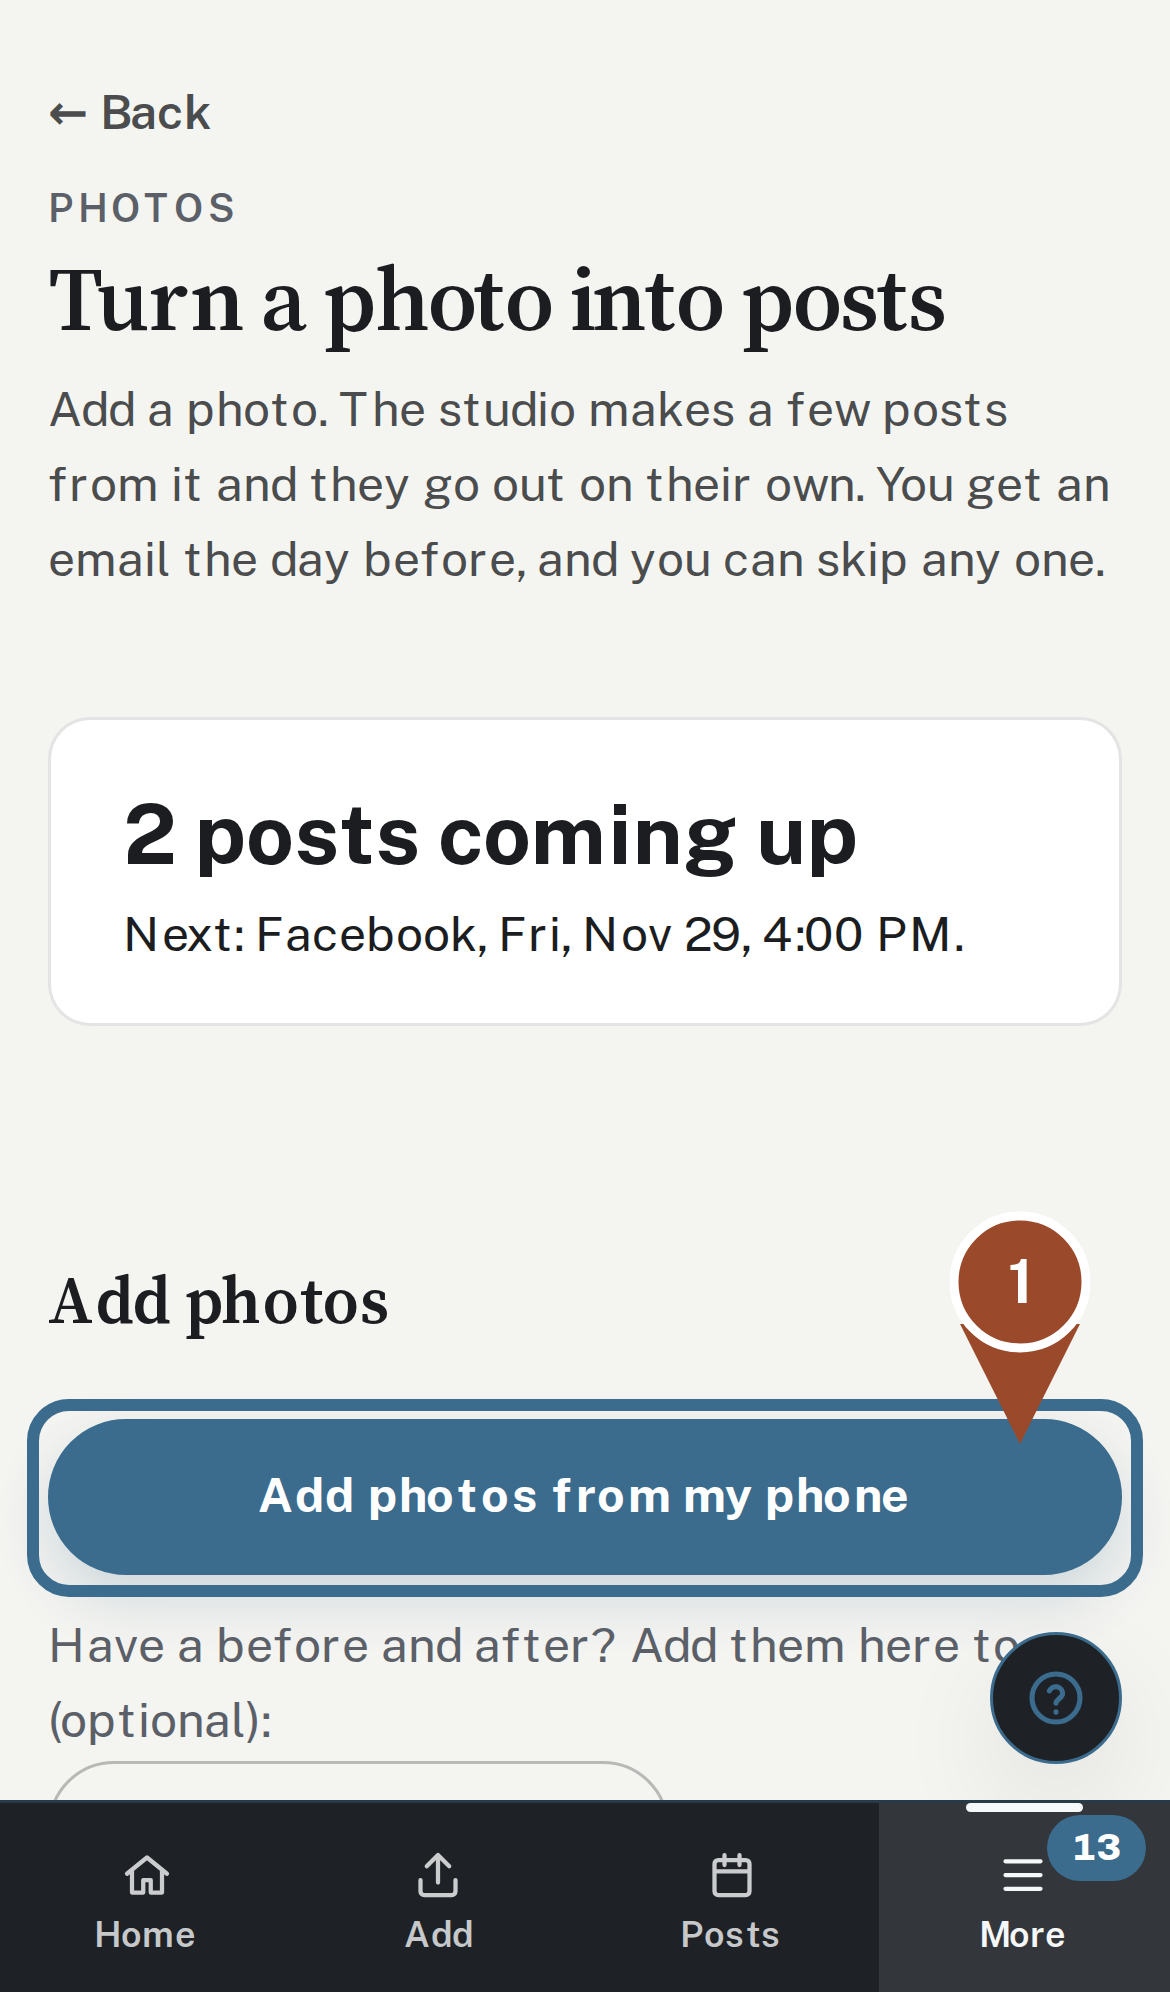 ← Back
PHOTOS
Turn a photo into posts
Add a photo. The studio makes a few posts
from it and they go out on their own. You get an
email the day before, and you can skip any one.
2 posts coming up
Next: Facebook, Fri, Nov 29, 4:00 PM.
1
Add photos
Add photos from my phone
Have a before and after? Add them here
(optional):
13
Home
Add
Posts
More